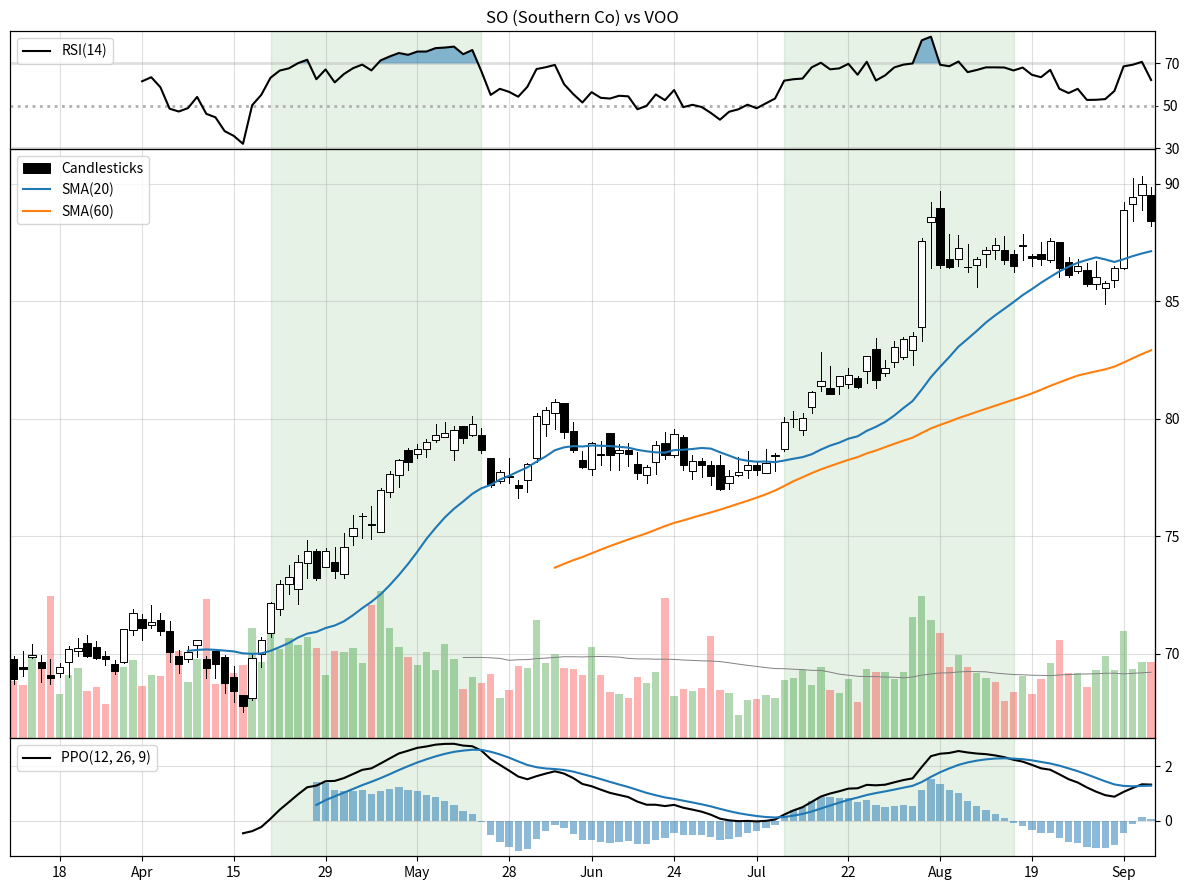 SO (Southern Co) vs VOO
RSI(14)
70
50
30
Candlesticks
SMA(20)
SMA(60)
90
85
80
75
70
PPO(12, 26, 9)
2
0
18 Apr 15 29 May 28 Jun 24 Jul 22 Aug 19 Sep